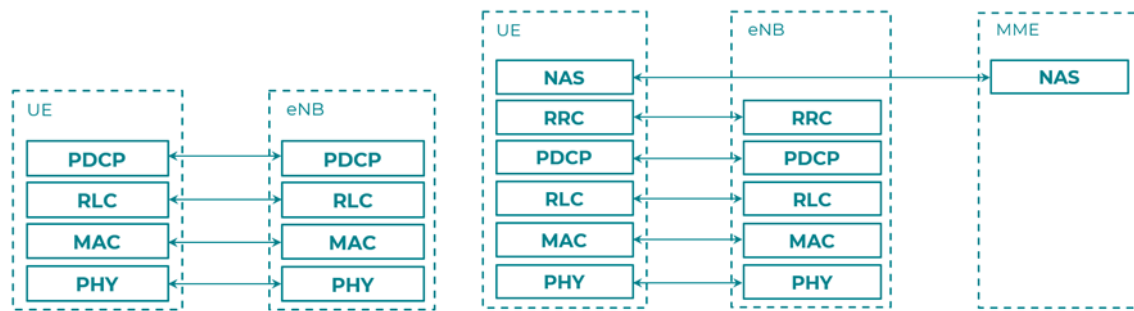 UE
eNB
PDCP
PDCP
RLC
RLC
MAC
MAC
PHY
PHY
UE
eNB
MME
NAS
NAS
RRC
RRC
PDCP
PDCP
RLC
RLC
MAC
MAC
PHY
PHY